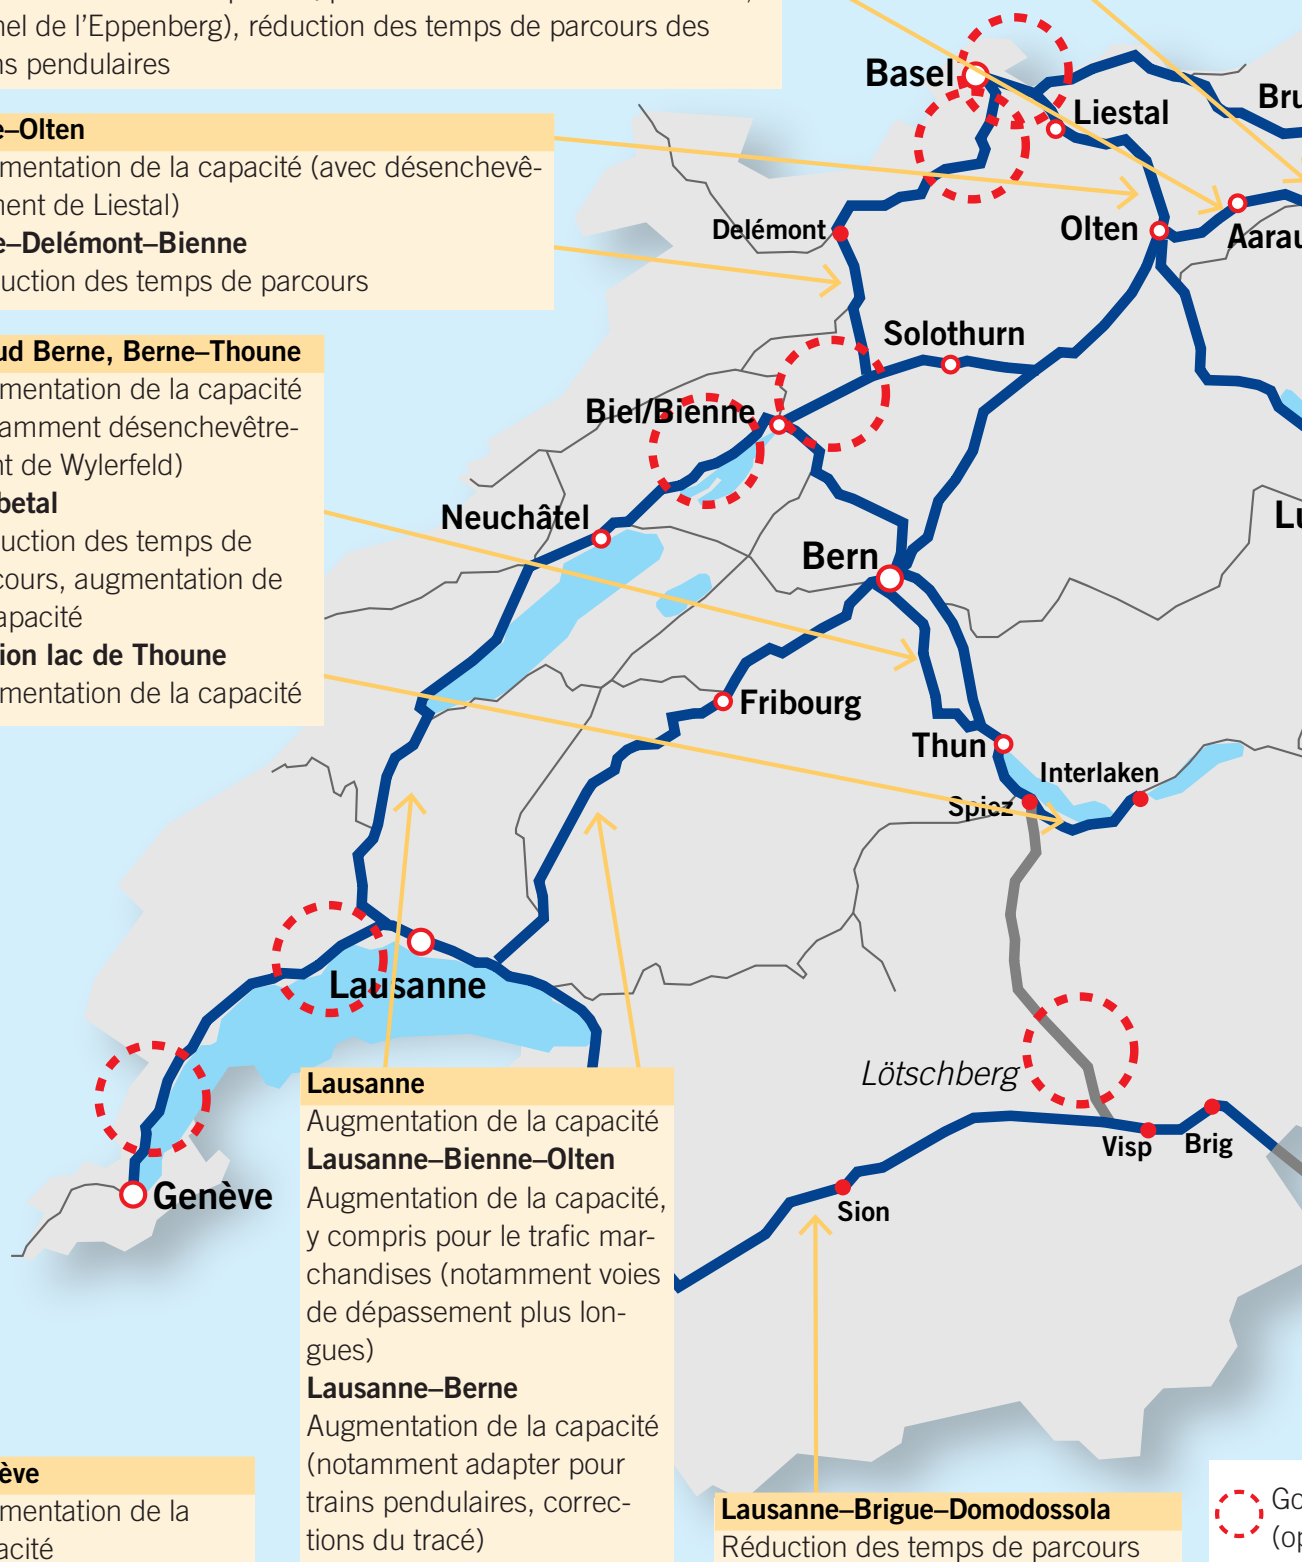 nel de l’Eppenberg), réduction des temps de parcours des
ns pendulaires
e–Olten
mentation de la capacité (avec désenchevê-
ment de Liestal)
e–Delémont–Bienne
uction des temps de parcours
ud Berne, Berne–Thoune
mentation de la capacité
amment désenchevêtre-
nt de Wylerfeld)
betal
uction des temps de
cours, augmentation de
apacité
ion lac de Thoune
mentation de la capacité
Basel
Liestal
Bru
Delémont
Olten
Aarau
Solothurn
Biel/Bienne
Neuchâtel
Lu
Bern
Fribourg
Thun
Interlaken
Spiez
Lausanne
Lötschberg
Visp
Brig
Genève
Sion
Lausanne
Augmentation de la capacité
Lausanne–Bienne–Olten
Augmentation de la capacité,
y compris pour le trafic mar-
chandises (notamment voies
de dépassement plus lon-
gues)
Lausanne–Berne
Augmentation de la capacité
(notamment adapter pour
trains pendulaires, correc-
tions du tracé)
ève
mentation de la
acité
Lausanne–Brigue–Domodossola
Réduction des temps de parcours
Go
(op